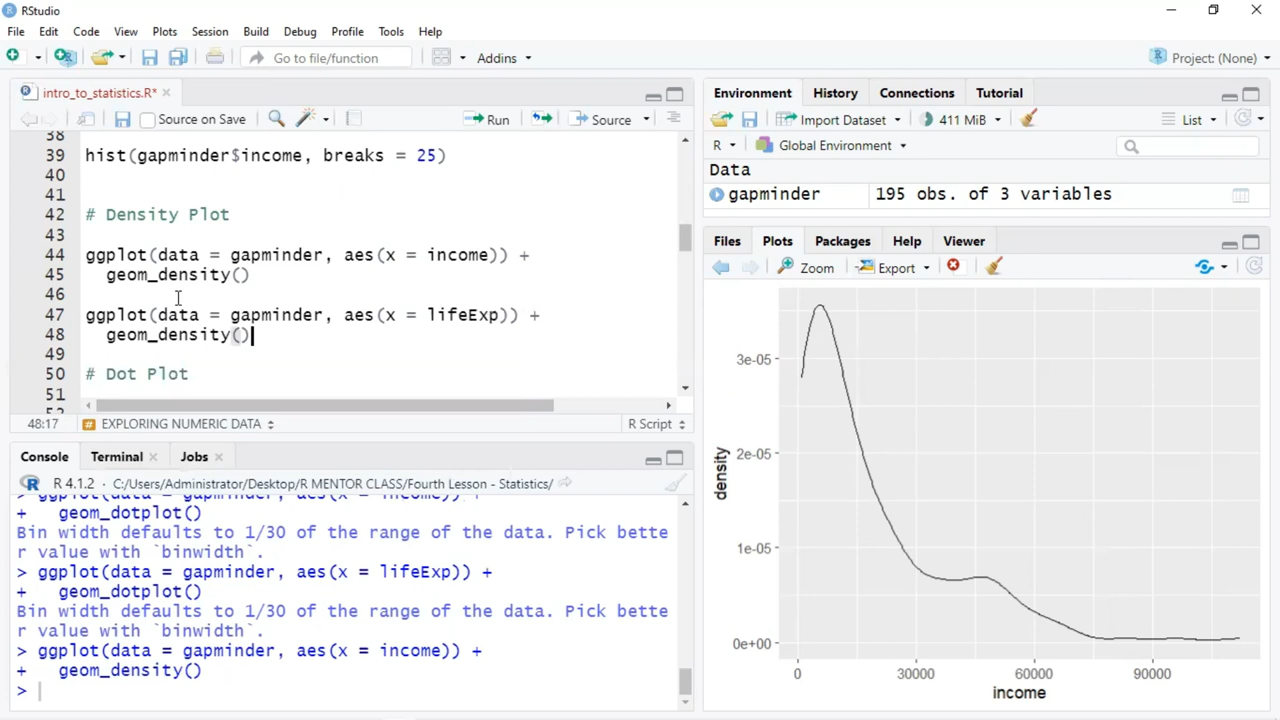 RStudio
File Edit Code View Plots Session Build Debug Profile Tools Help
Go to file/function Addins Project: (None)
intro_to_statistics.R*
Source on Save Run Source
38
39 hist(gapminder$income, breaks = 25)
40
41
42 # Density Plot
43
44 ggplot(data = gapminder, aes(x = income)) +
45 geom_density()
46
47 ggplot(data = gapminder, aes(x = lifeExp)) +
48 geom_density()
49
50 # Dot Plot
51
48:17 # EXPLORING NUMERIC DATA R Script
Console Terminal Jobs
R 4.1.2 · C:/Users/Administrator/Desktop/R MENTOR CLASS/Fourth Lesson - Statistics/
> ggplot(data = gapminder, aes(x = income)) +
+ geom_dotplot()
Bin width defaults to 1/30 of the range of the data. Pick bette
r value with `binwidth`.
> ggplot(data = gapminder, aes(x = lifeExp)) +
+ geom_dotplot()
Bin width defaults to 1/30 of the range of the data. Pick bette
r value with `binwidth`.
> ggplot(data = gapminder, aes(x = income)) +
+ geom_density()
>
Environment History Connections Tutorial
Import Dataset 411 MiB List
R Global Environment
Data
gapminder 195 obs. of 3 variables
Files Plots Packages Help Viewer
Zoom Export
3e-05
2e-05
density
1e-05
0e+00
0 30000 60000 90000
income